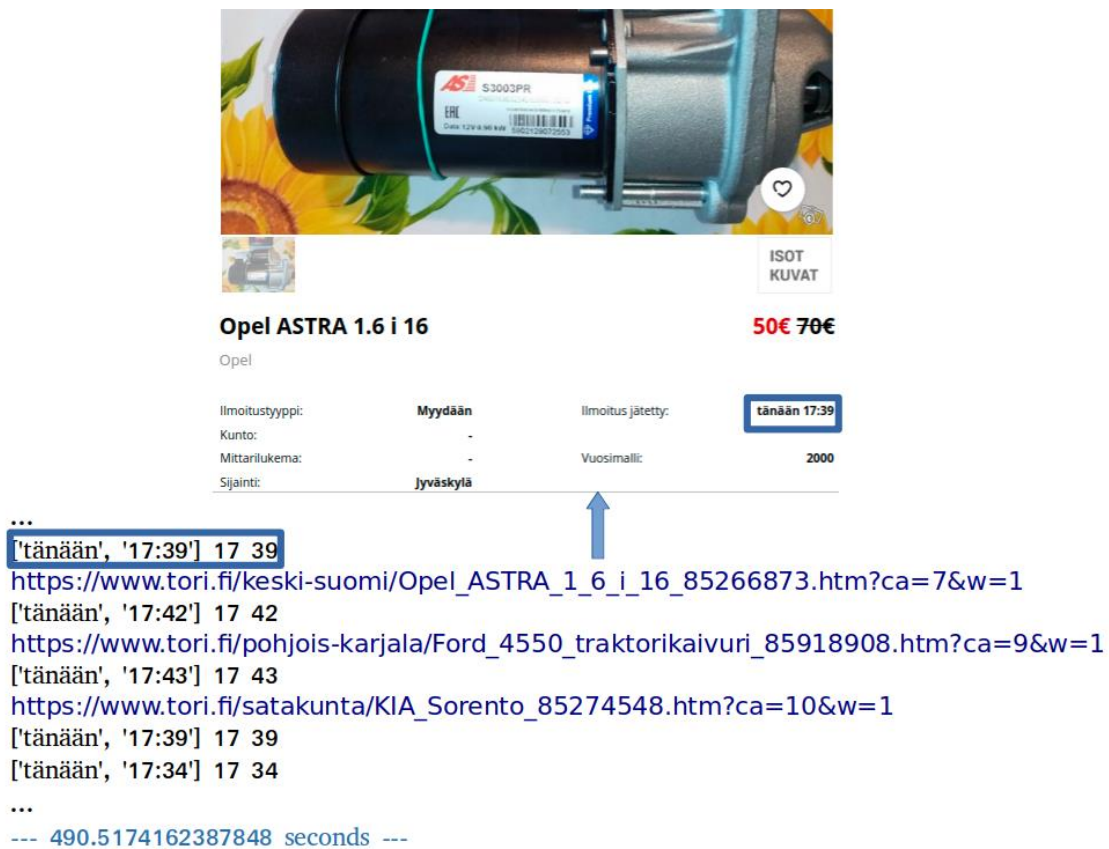 AS S3003PR
EAC
5902129072553
ISOT
KUVAT
Opel ASTRA 1.6 i 16 50€ 70€
Opel
Ilmoitustyyppi: Myydään Ilmoitus jätetty: tänään 17:39
Kunto: -
Mittarilukema: - Vuosimalli: 2000
Sijainti: Jyväskylä
...
['tänään', '17:39'] 17 39
https://www.tori.fi/keski-suomi/Opel_ASTRA_1_6_i_16_85266873.htm?ca=7&w=1
['tänään', '17:42'] 17 42
https://www.tori.fi/pohjois-karjala/Ford_4550_traktorikaivuri_85918908.htm?ca=9&w=1
['tänään', '17:43'] 17 43
https://www.tori.fi/satakunta/KIA_Sorento_85274548.htm?ca=10&w=1
['tänään', '17:39'] 17 39
['tänään', '17:34'] 17 34
...
--- 490.5174162387848 seconds ---